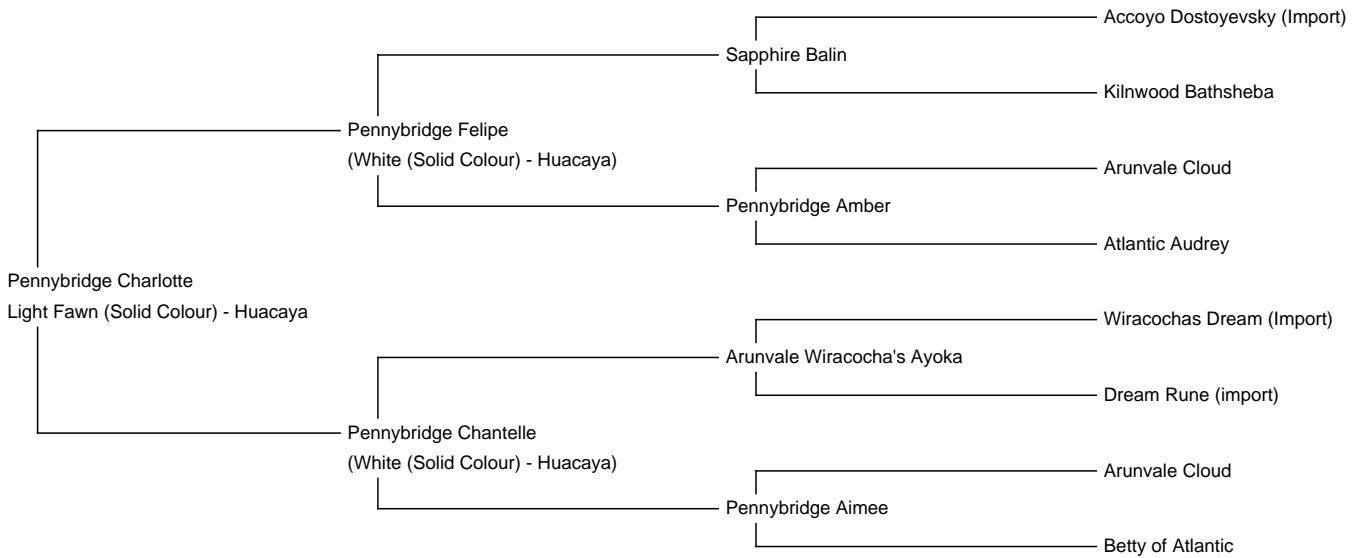 Accoyo Dostoyevsky (Import)
Sapphire Balin
Kilnwood Bathsheba
Pennybridge Felipe
(White (Solid Colour) - Huacaya)
Arunvale Cloud
Pennybridge Amber
Atlantic Audrey
Pennybridge Charlotte
Light Fawn (Solid Colour) - Huacaya
Wiracochas Dream (Import)
Arunvale Wiracocha's Ayoka
Dream Rune (import)
Pennybridge Chantelle
(White (Solid Colour) - Huacaya)
Arunvale Cloud
Pennybridge Aimee
Betty of Atlantic